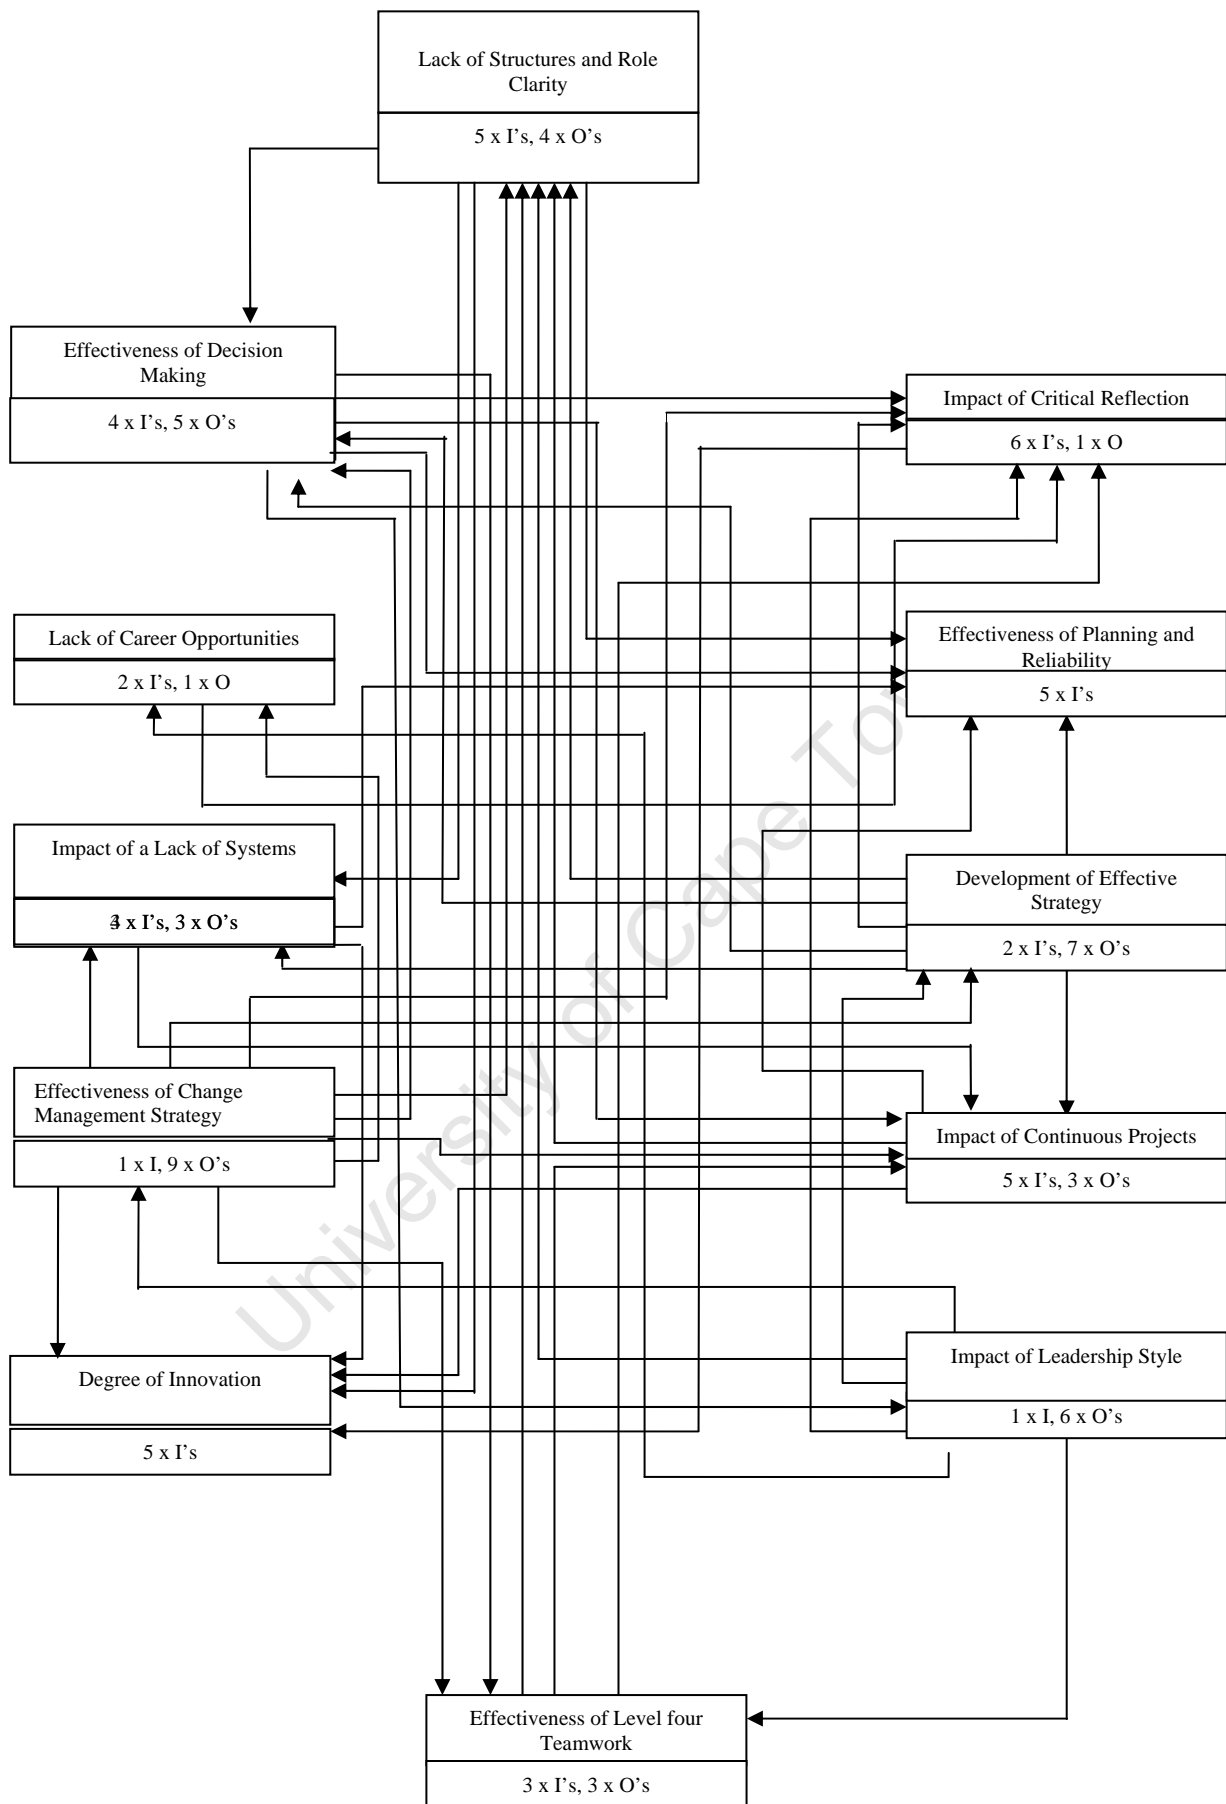 Lack of Structures and Role
Clarity
5 x I's, 4 x O's
Effectiveness of Decision
Making
4 x I's, 5 x O's
Impact of Critical Reflection
6 x I's, 1 x O
Lack of Career Opportunities
2 x I's, 1 x O
Effectiveness of Planning and
Reliability
5 x I's
Impact of a Lack of Systems
x I's, 3 x O's
Development of Effective
Strategy
2 x I's, 7 x O's
Effectiveness of Change
Management Strategy
1 x I, 9 x O's
Impact of Continuous Projects
5 x I's, 3 x O's
Degree of Innovation
5 x I's
Impact of Leadership Style
1 x I, 6 x O's
Effectiveness of Level four
Teamwork
3 x I's, 3 x O's
University of Cape Tow